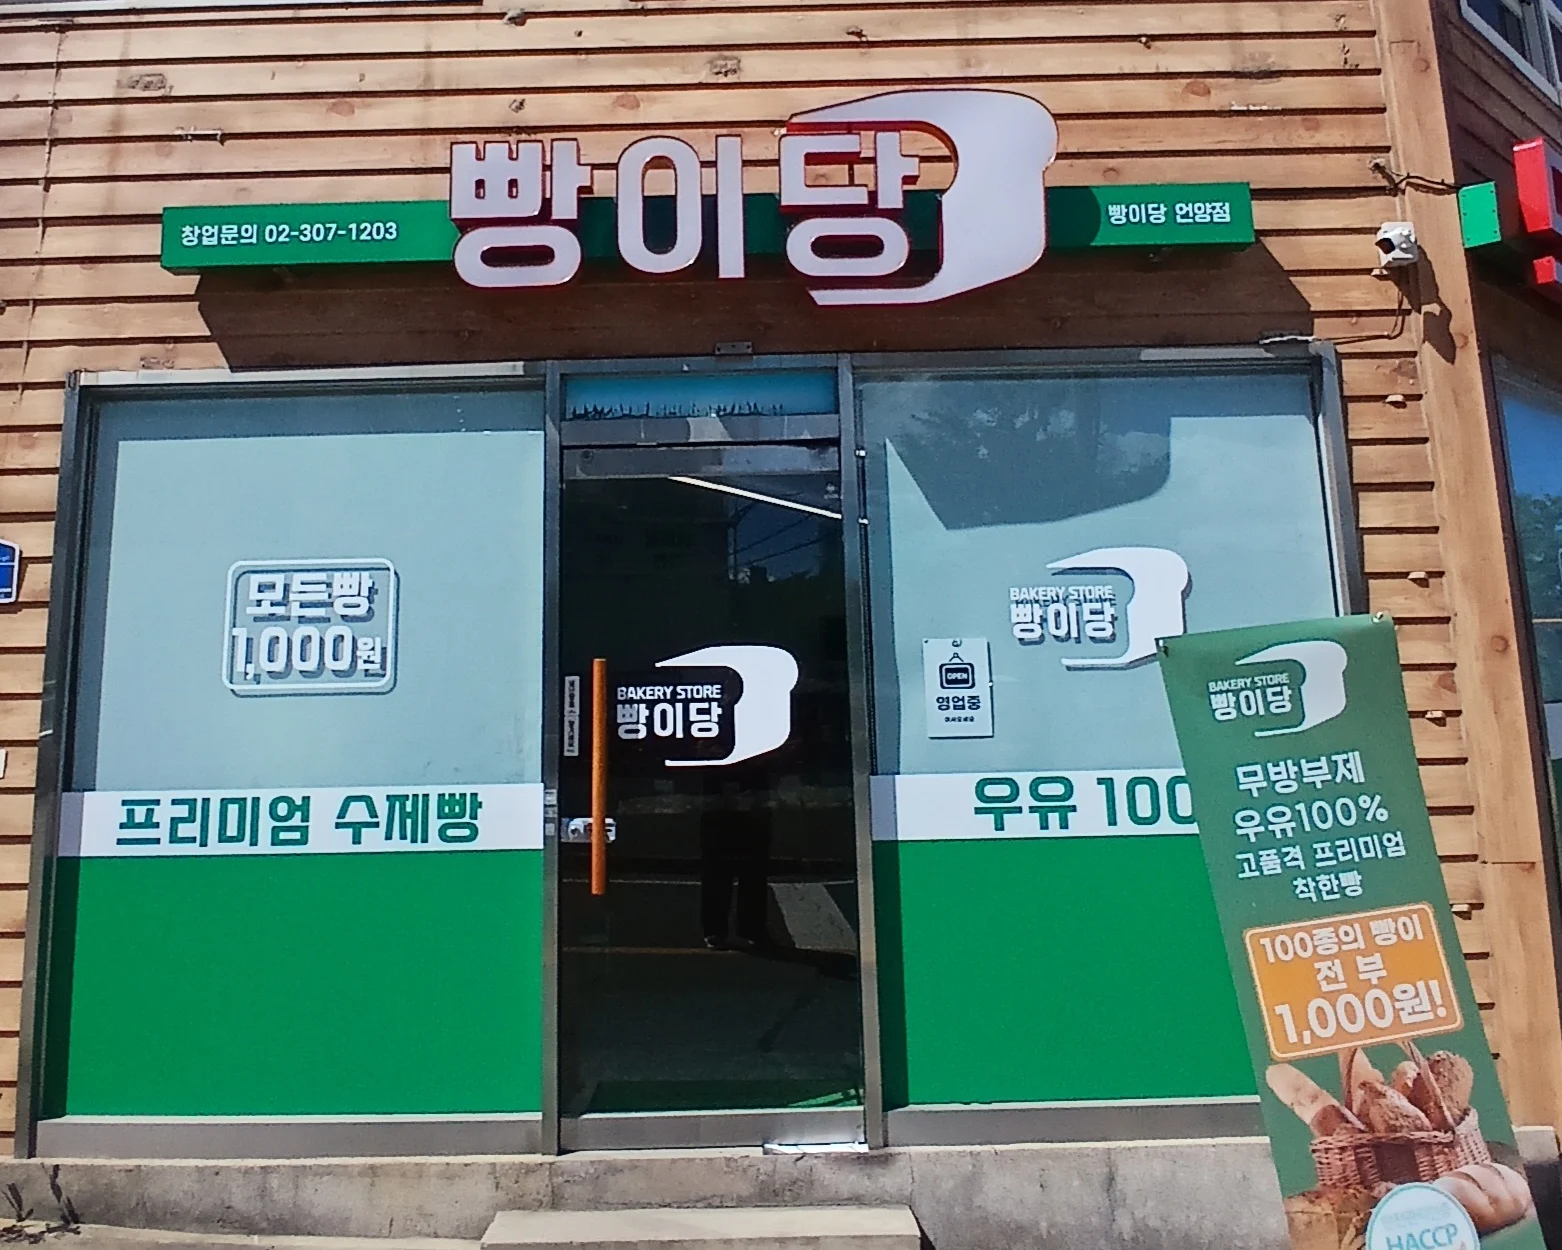 빵이당
창업문의 02-307-1203
빵이당 언양점
모든빵
1,000원
프리미엄 수제빵
BAKERY STORE
빵이당
BAKERY STORE
빵이당
OPEN
영업중
우유 100
BAKERY STORE
빵이당
무방부제
우유100%
고품격 프리미엄
착한빵
100종의 빵이
전부
1,000원!
HACCP